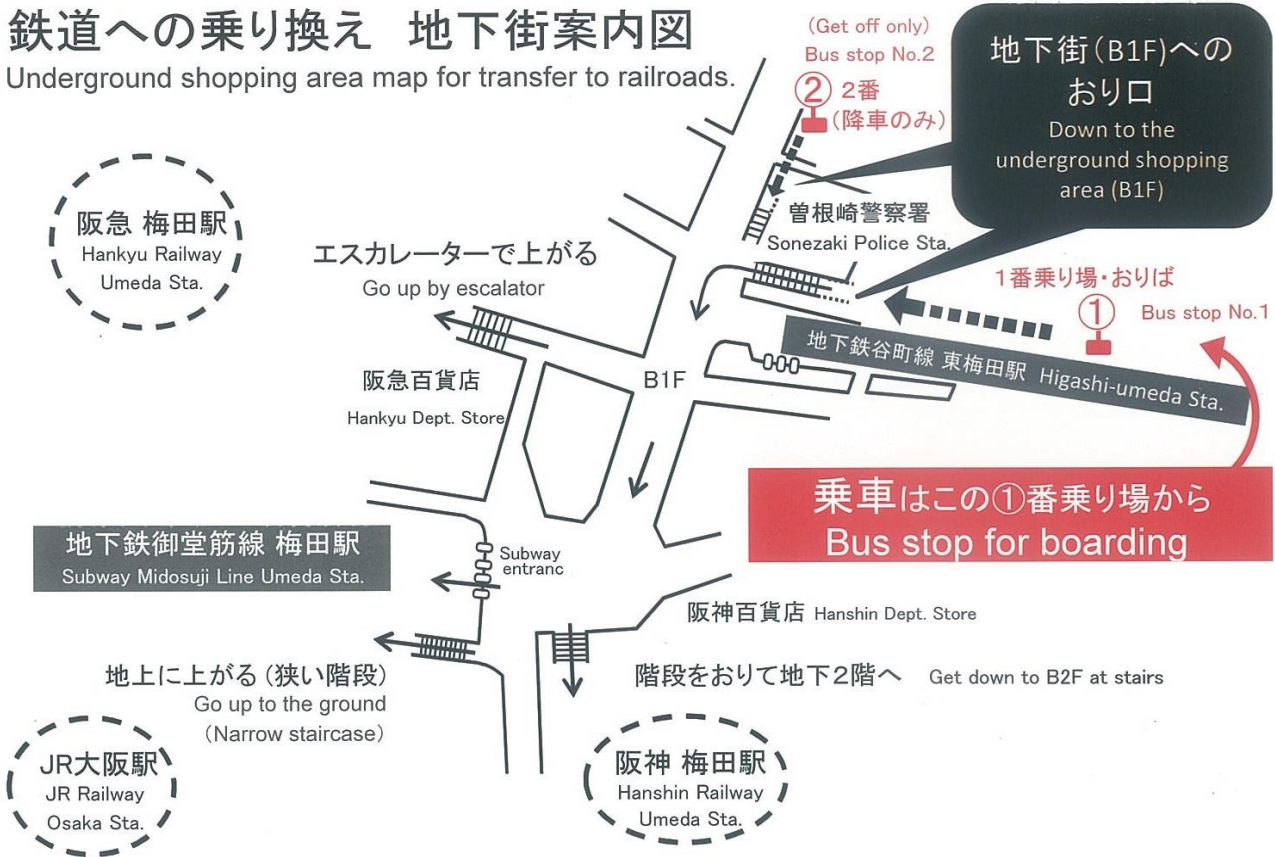 鉄道への乗り換え 地下街案内図
Underground shopping area map for transfer to railroads.
(Get off only)
Bus stop No.2
② 2番
(降車のみ)
地下街(B1F)への
おり口
Down to the
underground shopping
area (B1F)
阪急 梅田駅
Hankyu Railway
Umeda Sta.
曽根崎警察署
Sonezaki Police Sta.
エスカレーターで上がる
Go up by escalator
1番乗り場・おりば
① Bus stop No.1
地下鉄谷町線 東梅田駅 Higashi-umeda Sta.
阪急百貨店
Hankyu Dept. Store
B1F
乗車はこの①番乗り場から
Bus stop for boarding
地下鉄御堂筋線 梅田駅
Subway Midosuji Line Umeda Sta.
Subway
entranc
阪神百貨店 Hanshin Dept. Store
地上に上がる(狭い階段)
Go up to the ground
(Narrow staircase)
階段をおりて地下2階へ Get down to B2F at stairs
JR大阪駅
JR Railway
Osaka Sta.
阪神 梅田駅
Hanshin Railway
Umeda Sta.